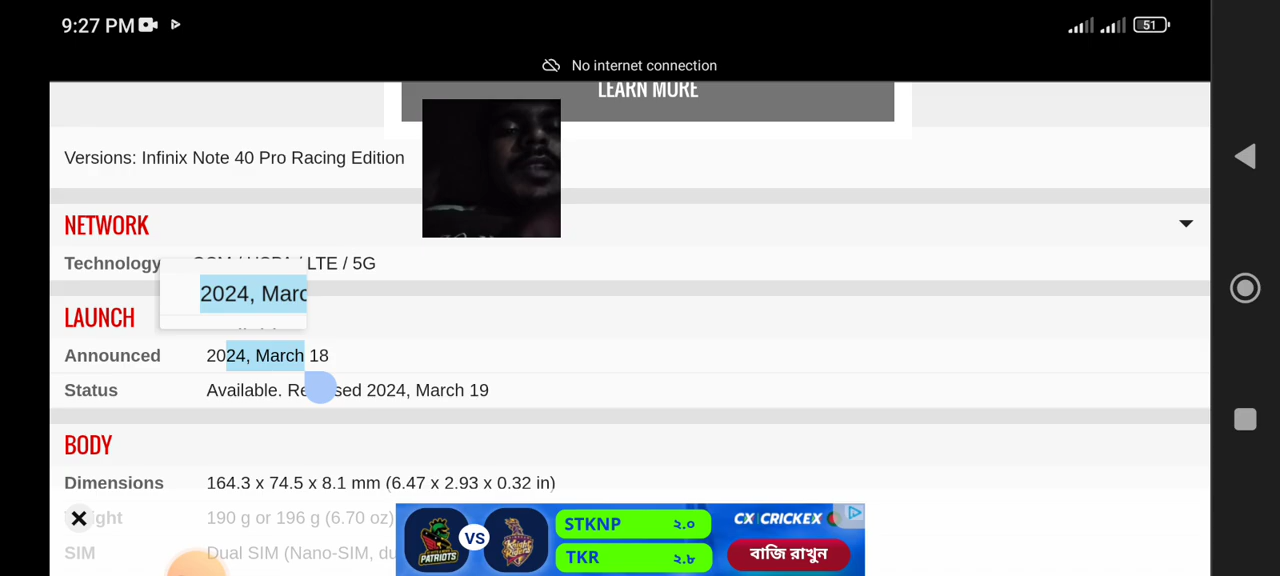 9:27 PM 51
No internet connection
LEARN MORE
Versions: Infinix Note 40 Pro Racing Edition
NETWORK
Technology LTE / 5G
2024, Marc
LAUNCH
Announced 2024, March 18
Status Available. Re sed 2024, March 19
BODY
Dimensions 164.3 x 74.5 x 8.1 mm (6.47 x 2.93 x 0.32 in)
ght 190 g or 196 g (6.70 oz)
SIM Dual SIM (Nano-SIM, du
PATRIOTS
VS
STKNP ২.০
TKR ২.৮
CX CRICKEX
বাজি রাখুন